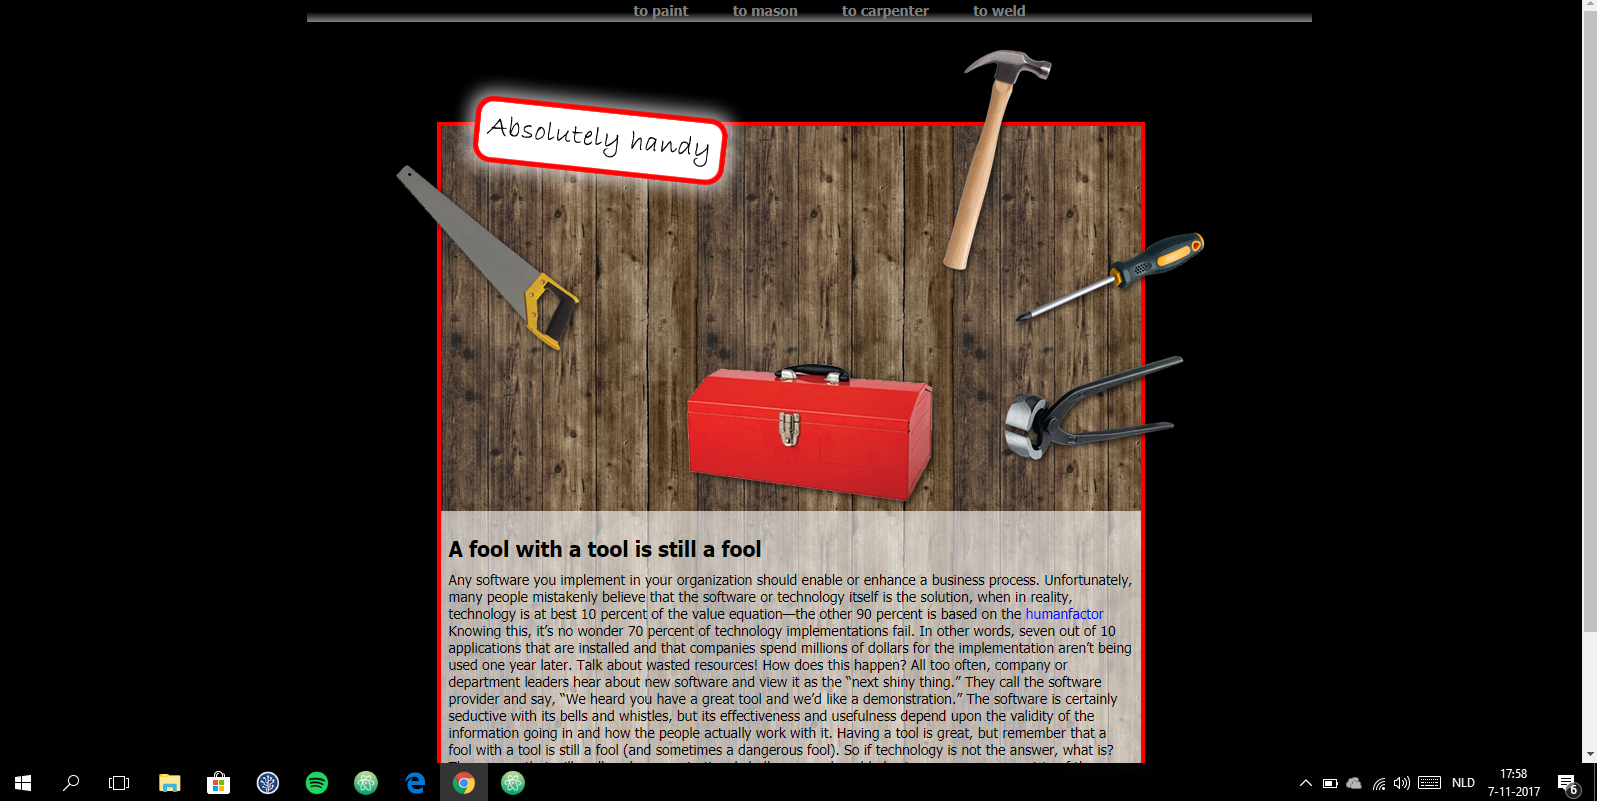 to paint to mason to carpenter to weld
Absolutely handy
A fool with a tool is still a fool
Any software you implement in your organization should enable or enhance a business process. Unfortunately,
many people mistakenly believe that the software or technology itself is the solution, when in reality,
technology is at best 10 percent of the value equation—the other 90 percent is based on the humanfactor
Knowing this, it’s no wonder 70 percent of technology implementations fail. In other words, seven out of 10
applications that are installed and that companies spend millions of dollars for the implementation aren’t being
used one year later. Talk about wasted resources! How does this happen? All too often, company or
department leaders hear about new software and view it as the “next shiny thing.” They call the software
provider and say, “We heard you have a great tool and we’d like a demonstration.” The software is certainly
seductive with its bells and whistles, but its effectiveness and usefulness depend upon the validity of the
information going in and how the people actually work with it. Having a tool is great, but remember that a
fool with a tool is still a fool (and sometimes a dangerous fool). So if technology is not the answer, what is?
NLD
17:58
7-11-2017
6